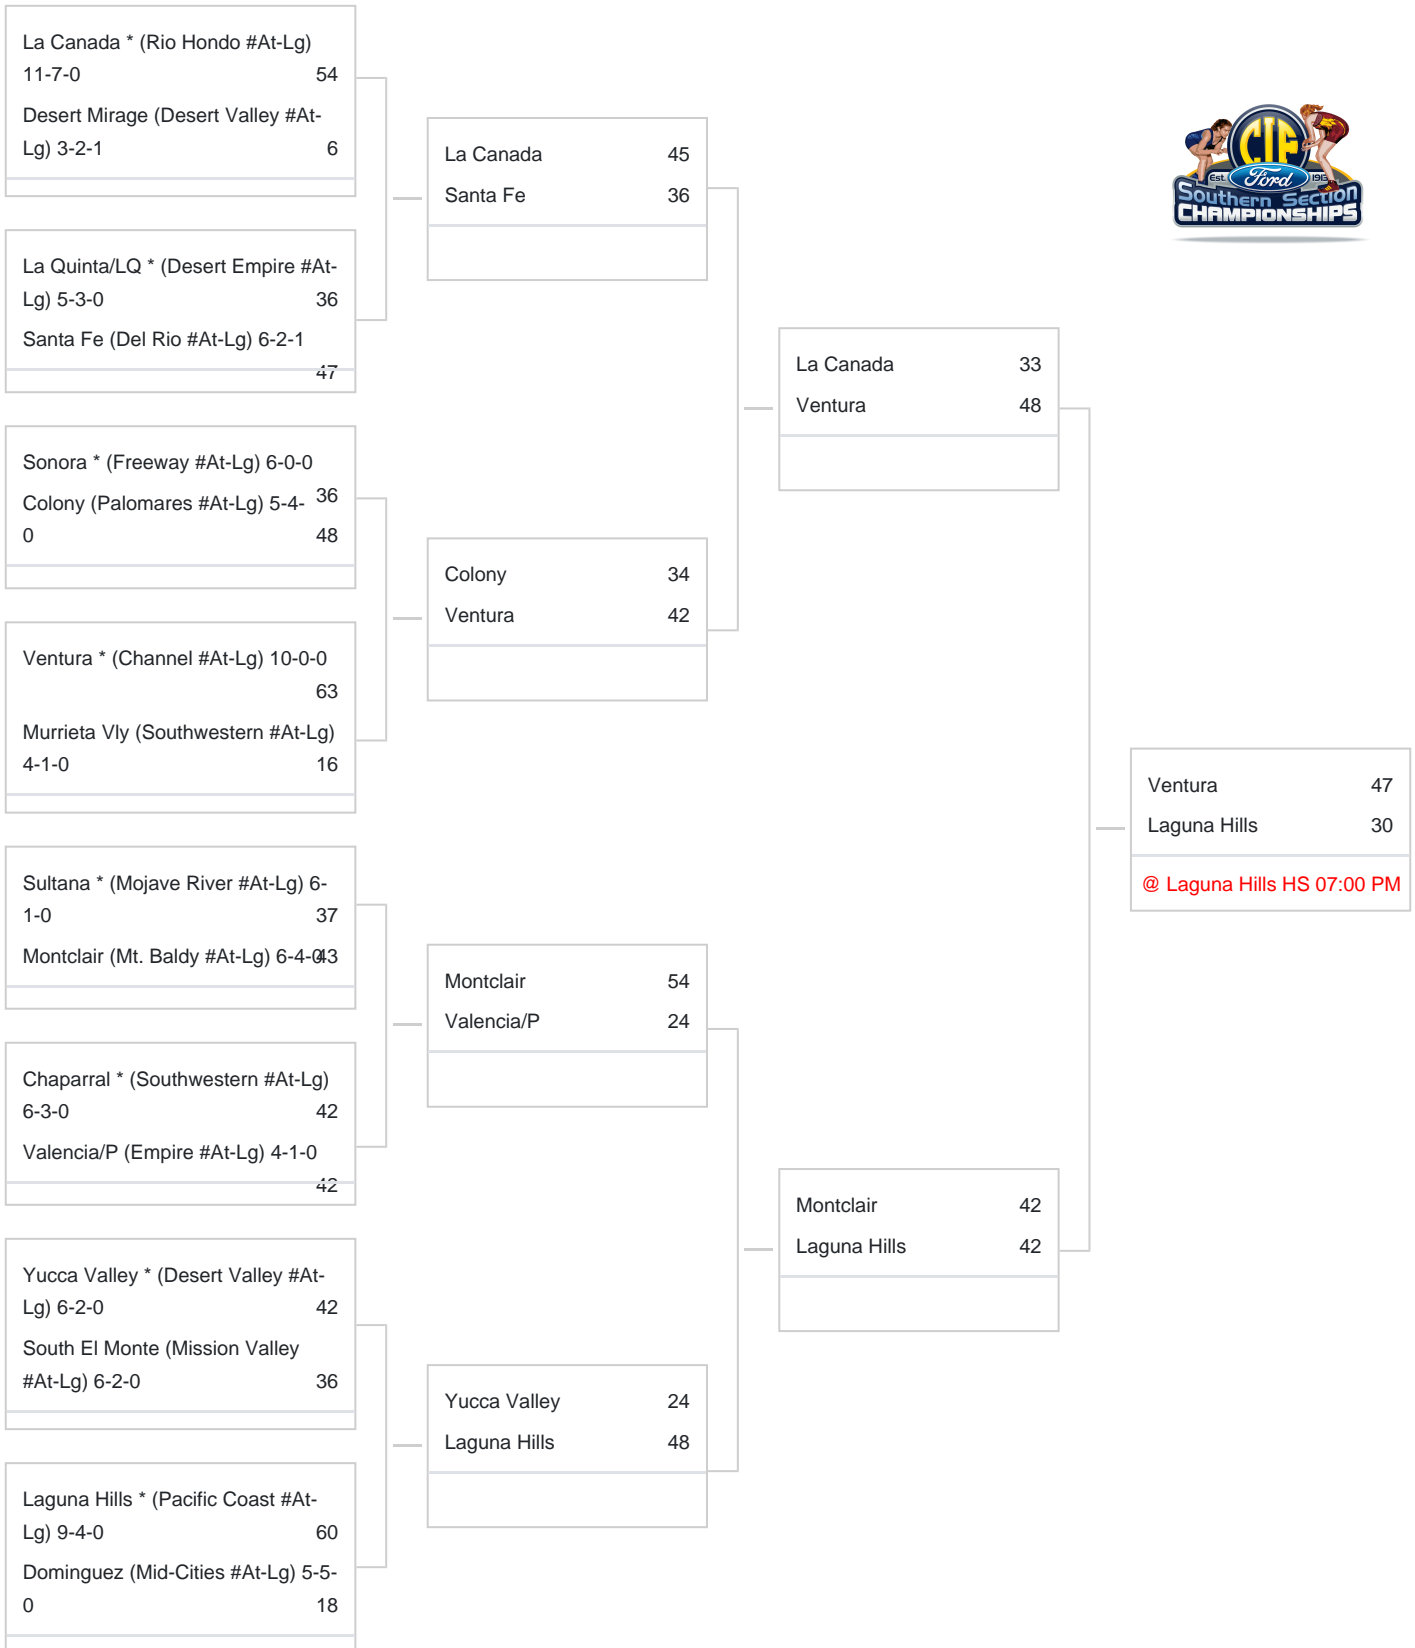 La Canada * (Rio Hondo #At-Lg)
11-7-0 54
Desert Mirage (Desert Valley #At-
Lg) 3-2-1 6
La Quinta/LQ * (Desert Empire #At-
Lg) 5-3-0 36
Santa Fe (Del Rio #At-Lg) 6-2-1
47
Sonora * (Freeway #At-Lg) 6-0-0
36
Colony (Palomares #At-Lg) 5-4-
0 48
Ventura * (Channel #At-Lg) 10-0-0
63
Murrieta Vly (Southwestern #At-Lg)
4-1-0 16
Sultana * (Mojave River #At-Lg) 6-
1-0 37
Montclair (Mt. Baldy #At-Lg) 6-4-0 43
Chaparral * (Southwestern #At-Lg)
6-3-0 42
Valencia/P (Empire #At-Lg) 4-1-0
42
Yucca Valley * (Desert Valley #At-
Lg) 6-2-0 42
South El Monte (Mission Valley
#At-Lg) 6-2-0 36
Laguna Hills * (Pacific Coast #At-
Lg) 9-4-0 60
Dominguez (Mid-Cities #At-Lg) 5-5-
0 18
La Canada 45
Santa Fe 36
Colony 34
Ventura 42
Montclair 54
Valencia/P 24
Yucca Valley 24
Laguna Hills 48
La Canada 33
Ventura 48
Montclair 42
Laguna Hills 42
CIF
Est. Ford
Southern Section
CHAMPIONSHIPS
Ventura 47
Laguna Hills 30
@ Laguna Hills HS 07:00 PM